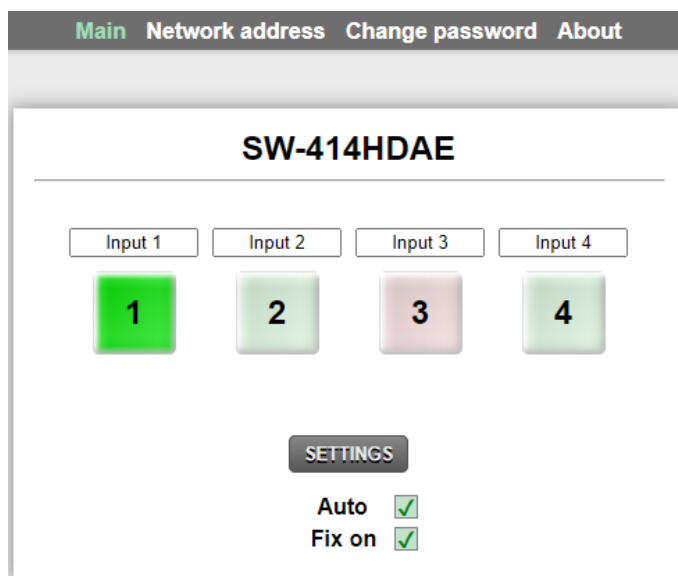 Main Network address Change password About
SW-414HDAE
Input 1 Input 2 Input 3 Input 4
1 2 3 4
SETTINGS
Auto
Fix on